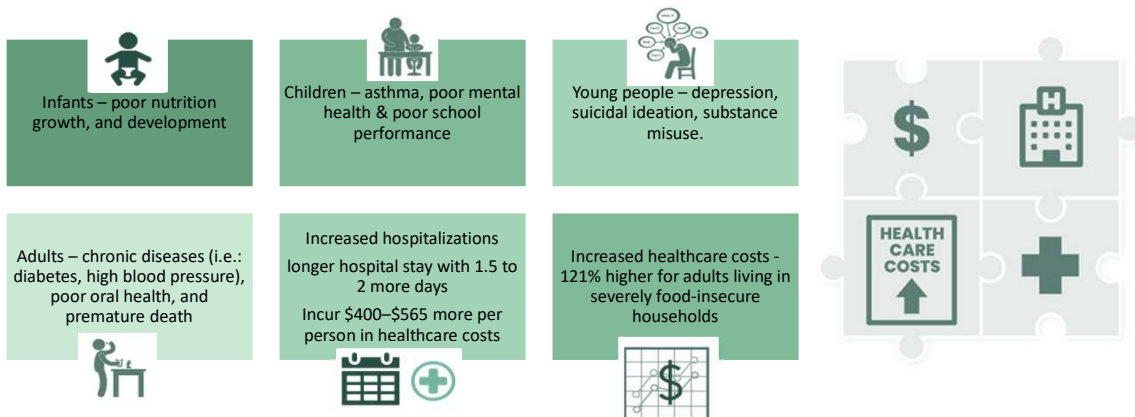 Infants – poor nutrition
growth, and development
Children – asthma, poor mental
health & poor school
performance
Young people – depression,
suicidal ideation, substance
misuse.
Adults – chronic diseases (i.e.:
diabetes, high blood pressure),
poor oral health, and
premature death
Increased hospitalizations
longer hospital stay with 1.5 to
2 more days
Incur $400–$565 more per
person in healthcare costs
Increased healthcare costs -
121% higher for adults living in
severely food-insecure
households
$
$
H
HEALTH
CARE
COSTS